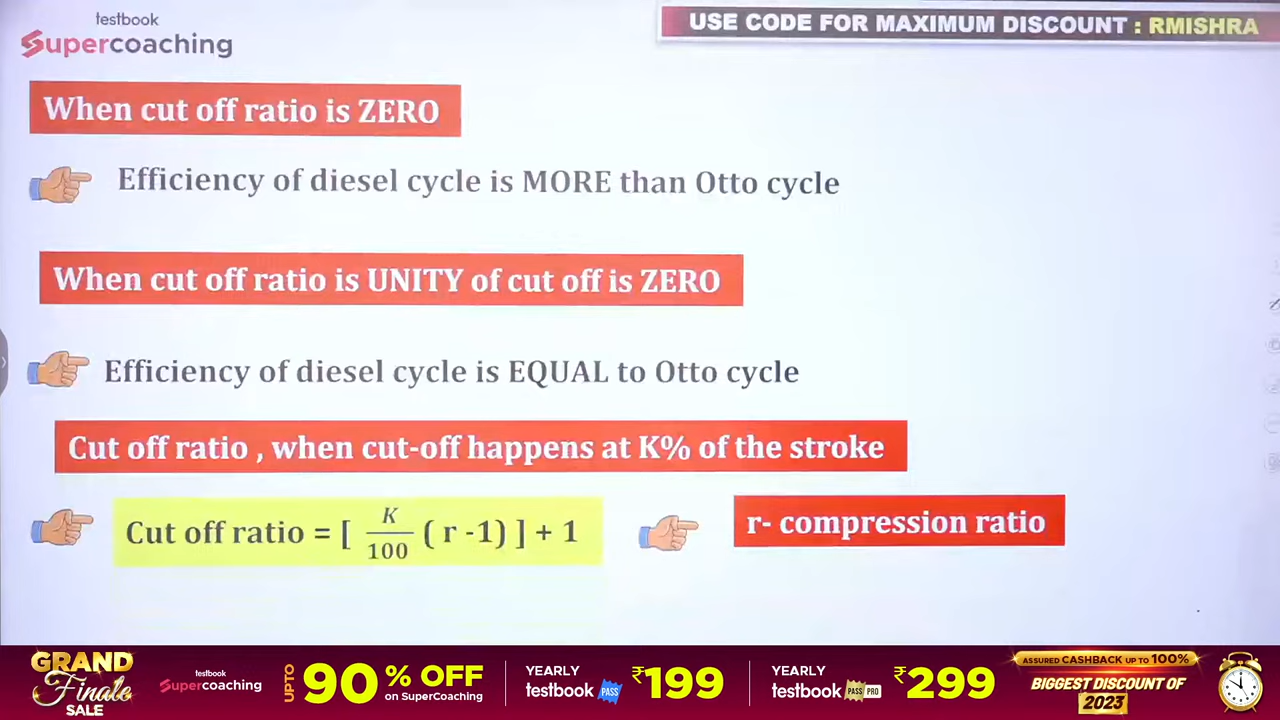 testbook
Supercoaching
USE CODE FOR MAXIMUM DISCOUNT : RMISHRA
When cut off ratio is ZERO
Efficiency of diesel cycle is MORE than Otto cycle
When cut off ratio is UNITY of cut off is ZERO
Efficiency of diesel cycle is EQUAL to Otto cycle
Cut off ratio , when cut-off happens at K% of the stroke
Cut off ratio = [ K/100 ( r -1) ] + 1
r- compression ratio
GRAND
Finale
SALE
testbook
Supercoaching
UPTO 90% OFF
on SuperCoaching
YEARLY
testbook PASS
₹199
YEARLY
testbook PASS PRO
₹299
ASSURED CASHBACK UP TO 100%
BIGGEST DISCOUNT OF
2023